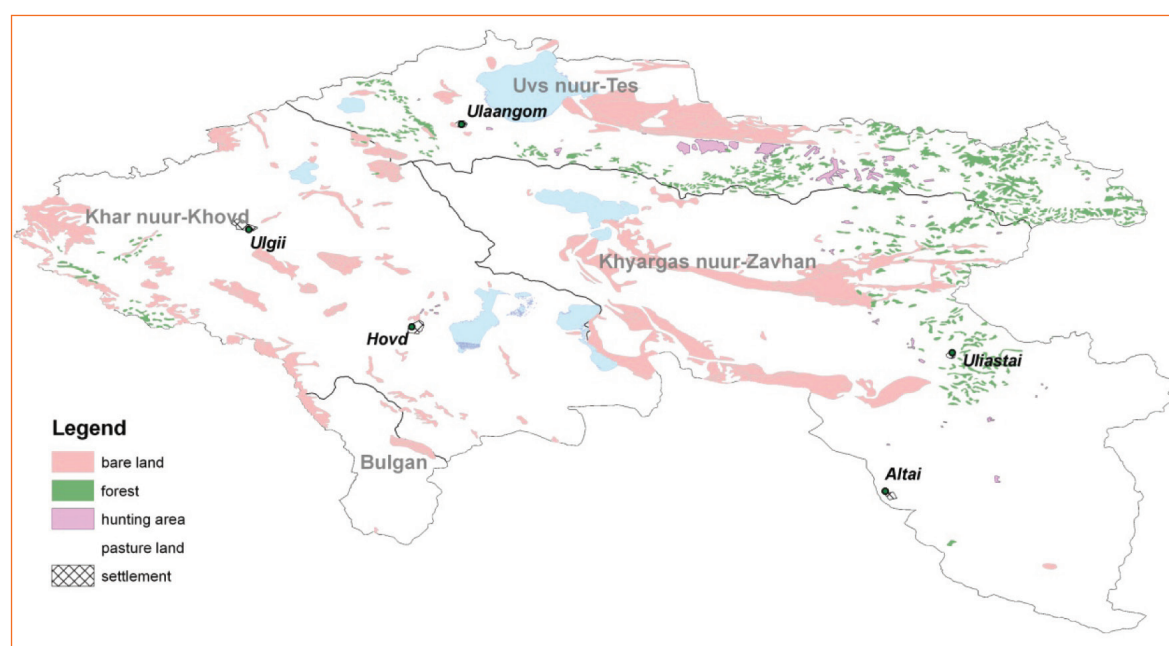 Uvs nuur-Tes
Ulaangom
Khar nuur-Khovd
Ulgii
Khyargas nuur-Zavhan
Hovd
Uliastai
Bulgan
Altai
Legend
bare land
forest
hunting area
pasture land
settlement